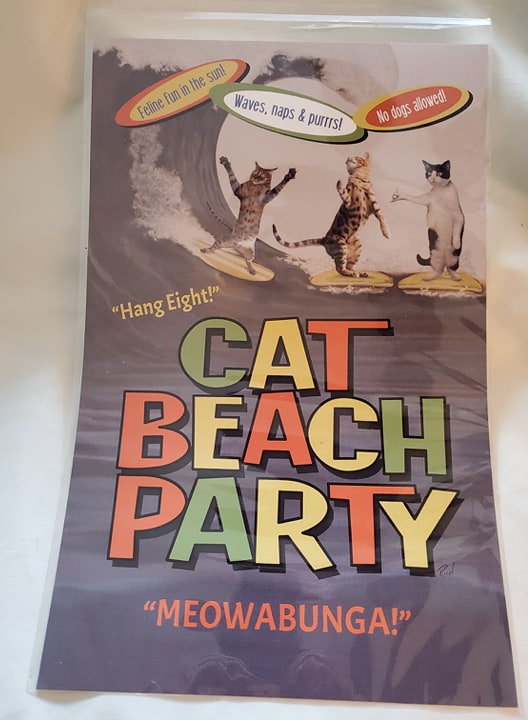 Feline fun in the sun!
Waves, naps & purrrs!
No dogs allowed!
“Hang Eight!”
CAT
BEACH
PARTY
“MEOWABUNGA!”